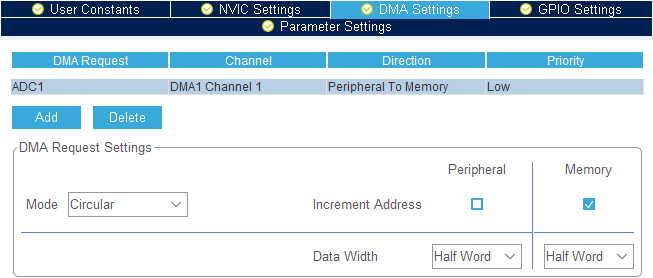 User Constants NVIC Settings DMA Settings GPIO Settings
Parameter Settings
DMA Request Channel Direction Priority
ADC1 DMA1 Channel 1 Peripheral To Memory Low
Add Delete
DMA Request Settings
Peripheral Memory
Mode Circular Increment Address
Data Width Half Word Half Word